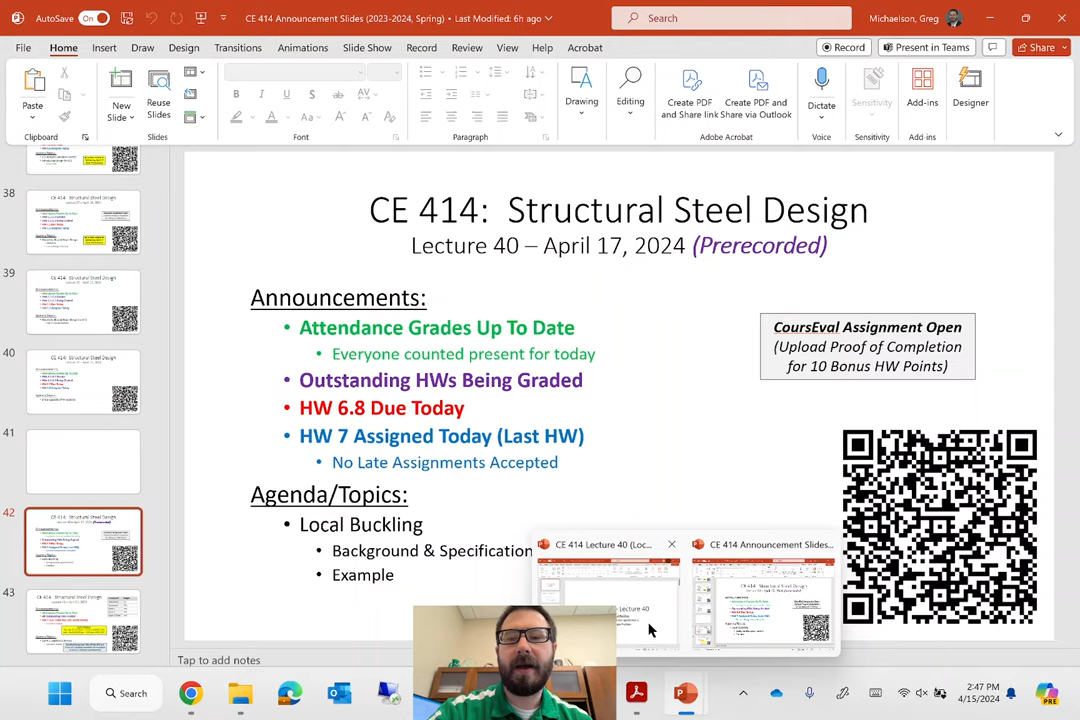 AutoSave On CE 414 Announcement Slides (2023-2024, Spring) • Last Modified: 6h ago Search Michaelson, Greg
File Home Insert Draw Design Transitions Animations Slide Show Record Review View Help Acrobat Record Present in Teams Share
Paste New Slide Reuse Slides Drawing Editing Create PDF and Share link Create PDF and Share via Outlook Dictate Sensitivity Add-ins Designer
Clipboard Slides Font Paragraph Adobe Acrobat Voice Sensitivity Add-ins
38
39
40
41
42
43
CE 414: Structural Steel Design
Lecture 40 – April 17, 2024 (Prerecorded)
Announcements:
• Attendance Grades Up To Date
• Everyone counted present for today
• Outstanding HWs Being Graded
• HW 6.8 Due Today
• HW 7 Assigned Today (Last HW)
• No Late Assignments Accepted
CoursEval Assignment Open
(Upload Proof of Completion
for 10 Bonus HW Points)
Agenda/Topics:
• Local Buckling
• Background & Specification
• Example
CE 414 Lecture 40 (Loc... CE 414 Announcement Slides...
Lecture 40
Tap to add notes
Search
2:47 PM
4/15/2024
PRE